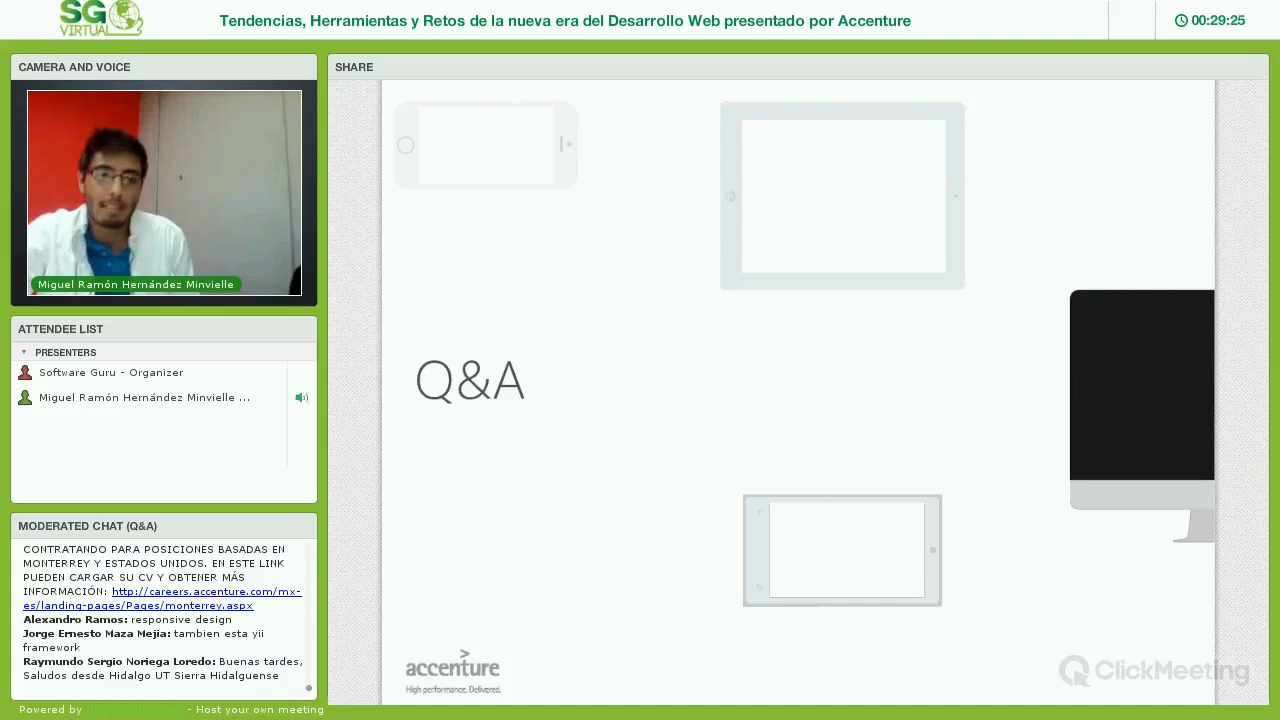 SG
VIRTUAL
Tendencias, Herramientas y Retos de la nueva era del Desarrollo Web presentado por Accenture
00:29:25
CAMERA AND VOICE
Miguel Ramón Hernández Minvielle
ATTENDEE LIST
PRESENTERS
Software Guru - Organizer
Miguel Ramón Hernández Minvielle ...
MODERATED CHAT (Q&A)
CONTRATANDO PARA POSICIONES BASADAS EN
MONTERREY Y ESTADOS UNIDOS. EN ESTE LINK
PUEDEN CARGAR SU CV Y OBTENER MÁS
INFORMACIÓN: http://careers.accenture.com/mx-
es/landing-pages/Pages/monterrey.aspx
Alexandro Ramos: responsive design
Jorge Ernesto Maza Mejia: tambien esta yii
framework
Raymundo Sergio Noriega Loredo: Buenas tardes,
Saludos desde Hidalgo UT Sierra Hidalguense
Powered by ClickMeeting.com - Host your own meeting
SHARE
Q&A
accenture
High performance. Delivered.
ClickMeeting